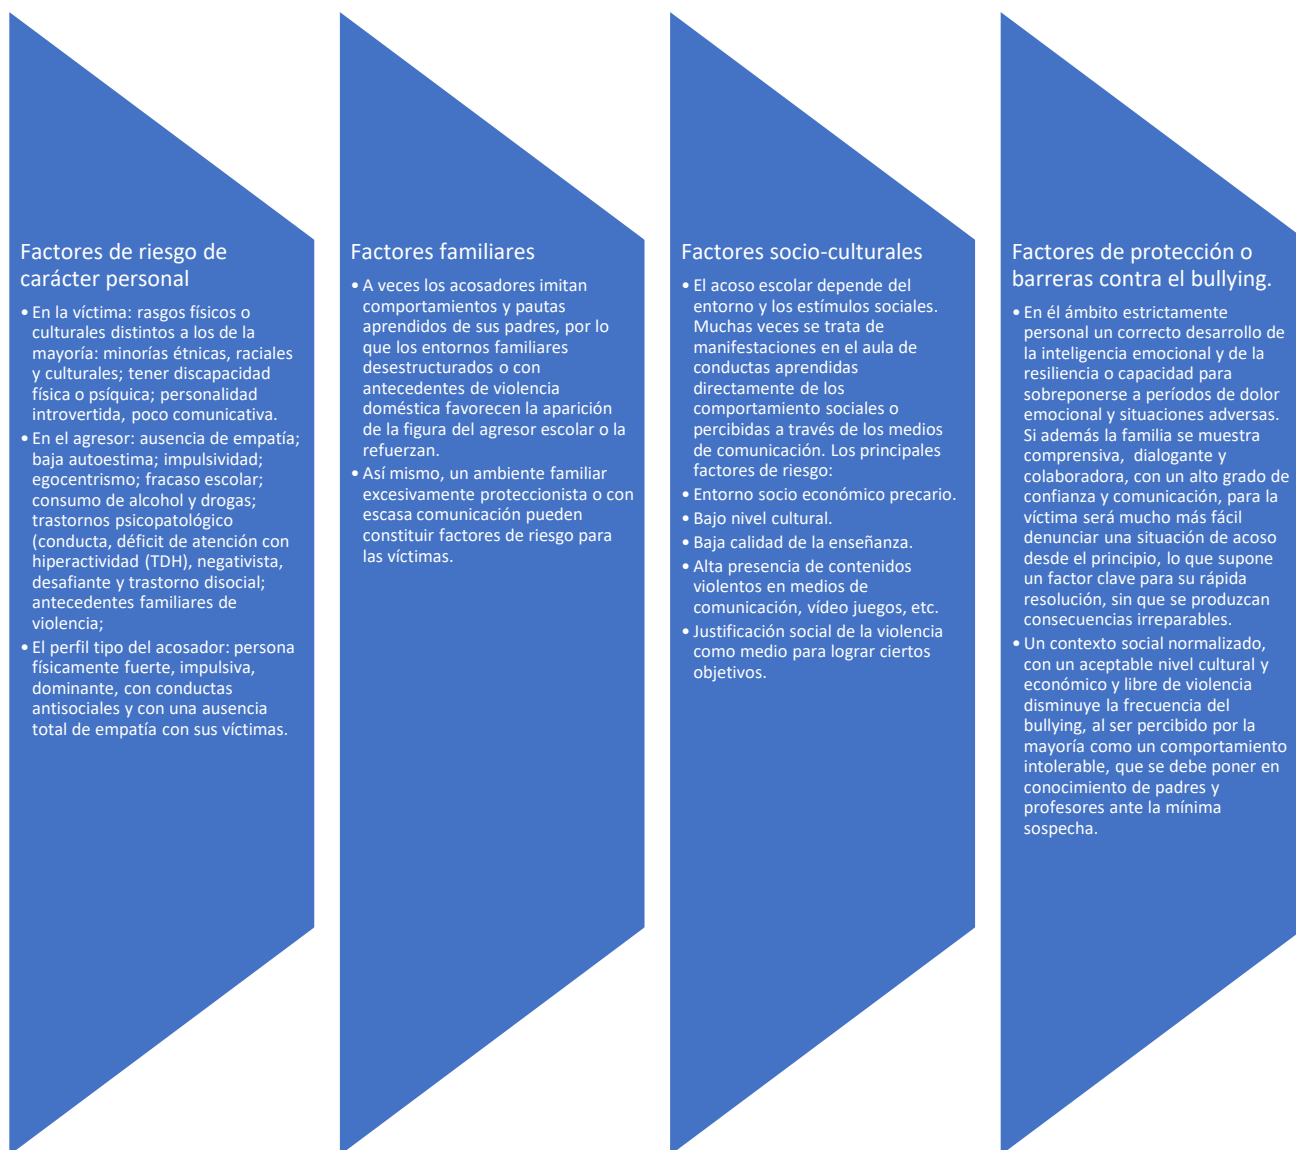 Factores de riesgo de
carácter personal
• En la víctima: rasgos físicos o
culturales distintos a los de la
mayoría: minorías étnicas, raciales
y culturales; tener discapacidad
física o psíquica; personalidad
introvertida, poco comunicativa.
• En el agresor: ausencia de empatía;
baja autoestima; impulsividad;
egocentrismo; fracaso escolar;
consumo de alcohol y drogas;
trastornos psicopatológico
(conducta, déficit de atención con
hiperactividad (TDH), negativista,
desafiante y trastorno disocial;
antecedentes familiares de
violencia;
• El perfil tipo del acosador: persona
físicamente fuerte, impulsiva,
dominante, con conductas
antisociales y con una ausencia
total de empatía con sus víctimas.
Factores familiares
• A veces los acosadores imitan
comportamientos y pautas
aprendidos de sus padres, por lo
que los entornos familiares
desestructurados o con
antecedentes de violencia
doméstica favorecen la aparición
de la figura del agresor escolar o la
refuerzan.
• Así mismo, un ambiente familiar
excesivamente proteccionista o con
escasa comunicación pueden
constituir factores de riesgo para
las víctimas.
Factores socio-culturales
• El acoso escolar depende del
entorno y los estímulos sociales.
Muchas veces se trata de
manifestaciones en el aula de
conductas aprendidas
directamente de los
comportamiento sociales o
percibidas a través de los medios
de comunicación. Los principales
factores de riesgo:
• Entorno socio económico precario.
• Bajo nivel cultural.
• Baja calidad de la enseñanza.
• Alta presencia de contenidos
violentos en medios de
comunicación, vídeo juegos, etc.
• Justificación social de la violencia
como medio para lograr ciertos
objetivos.
Factores de protección o
barreras contra el bullying.
• En él ámbito estrictamente
personal un correcto desarrollo de
la inteligencia emocional y de la
resiliencia o capacidad para
sobreponerse a períodos de dolor
emocional y situaciones adversas.
Si además la familia se muestra
comprensiva, dialogante y
colaboradora, con un alto grado de
confianza y comunicación, para la
víctima será mucho más fácil
denunciar una situación de acoso
desde el principio, lo que supone
un factor clave para su rápida
resolución, sin que se produzcan
consecuencias irreparables.
• Un contexto social normalizado,
con un aceptable nivel cultural y
económico y libre de violencia
disminuye la frecuencia del
bullying, al ser percibido por la
mayoría como un comportamiento
intolerable, que se debe poner en
conocimiento de padres y
profesores ante la mínima
sospecha.